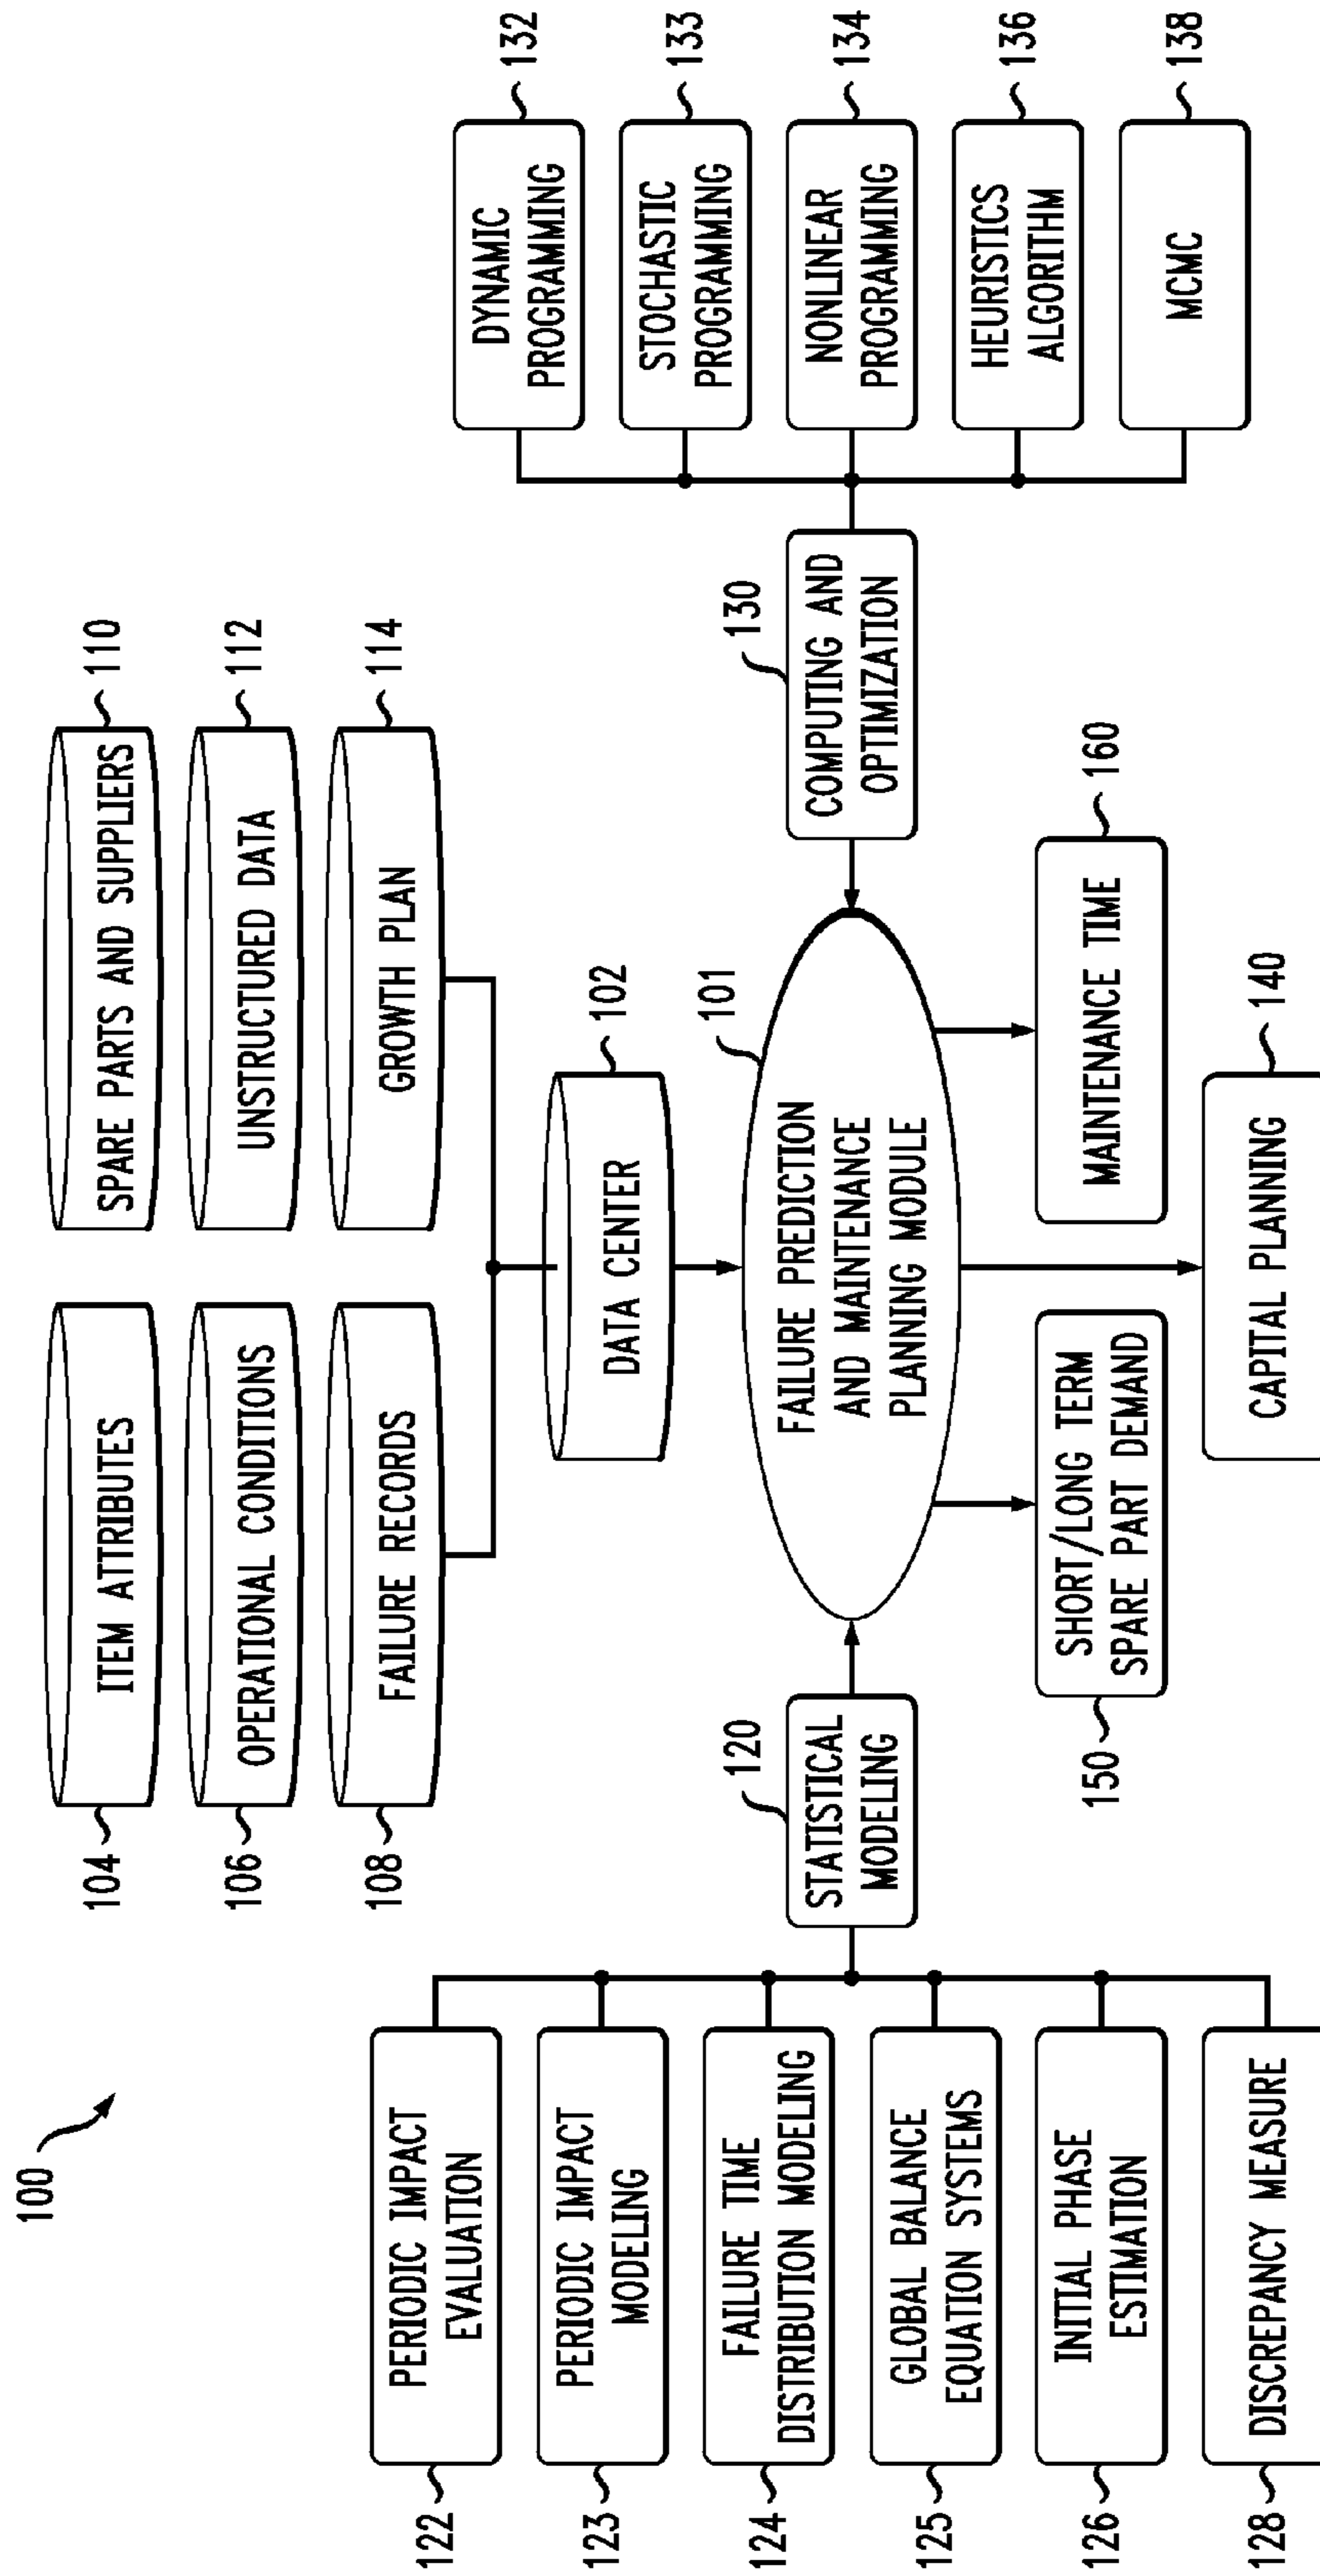 100
104
ITEM ATTRIBUTES
SPARE PARTS AND SUPPLIERS
110
106
OPERATIONAL CONDITIONS
UNSTRUCTURED DATA
112
108
FAILURE RECORDS
GROWTH PLAN
114
DATA CENTER
102
122
PERIODIC IMPACT
EVALUATION
123
PERIODIC IMPACT
MODELING
124
FAILURE TIME
DISTRIBUTION MODELING
125
GLOBAL BALANCE
EQUATION SYSTEMS
126
INITIAL PHASE
ESTIMATION
128
DISCREPANCY MEASURE
120
STATISTICAL
MODELING
101
FAILURE PREDICTION
AND MAINTENANCE
PLANNING MODULE
130
COMPUTING AND
OPTIMIZATION
DYNAMIC
PROGRAMMING
132
STOCHASTIC
PROGRAMMING
133
NONLINEAR
PROGRAMMING
134
HEURISTICS
ALGORITHM
136
MCMC
138
150
SHORT/LONG TERM
SPARE PART DEMAND
MAINTENANCE TIME
160
CAPITAL PLANNING
140